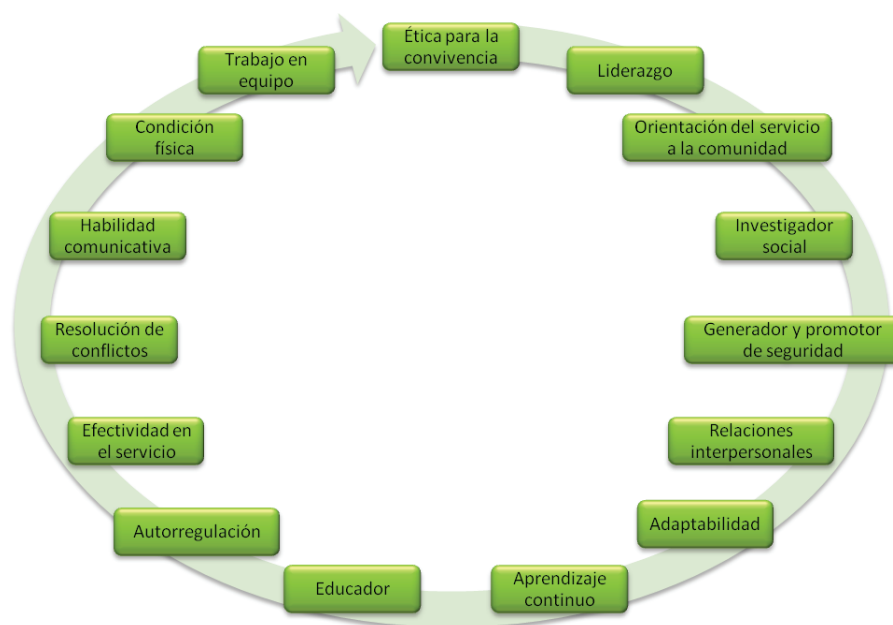 Ética para la
convivencia
Liderazgo
Orientación del servicio
a la comunidad
Investigador
social
Generador y promotor
de seguridad
Relaciones
interpersonales
Adaptabilidad
Aprendizaje
continuo
Educador
Autorregulación
Efectividad en
el servicio
Resolución de
conflictos
Habilidad
comunicativa
Condición
física
Trabajo en
equipo